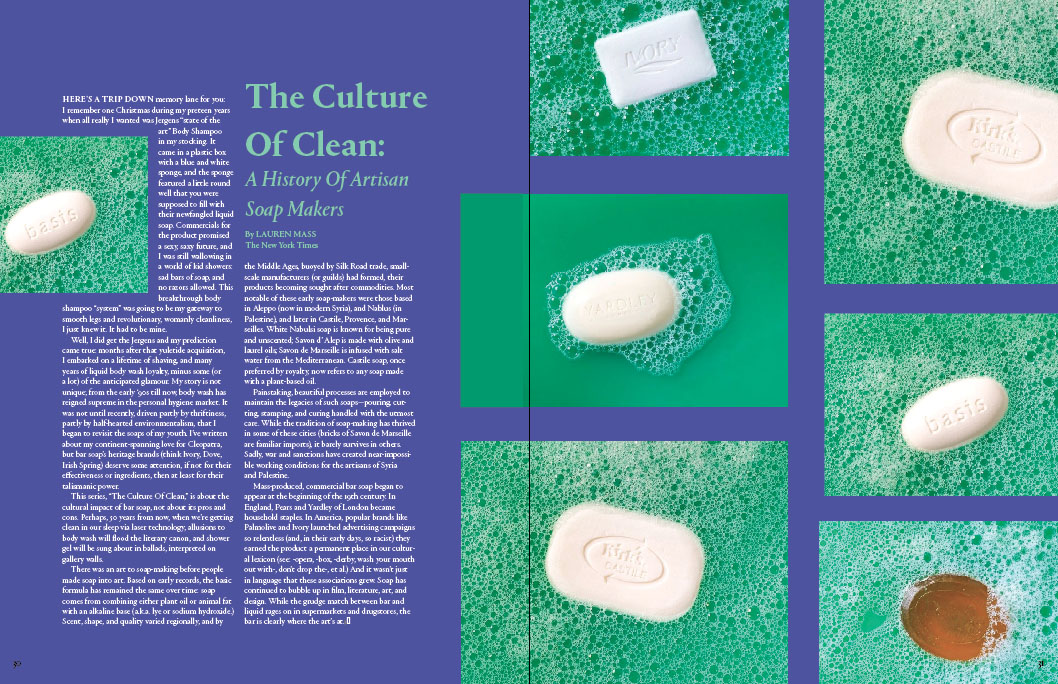 HERE'S A TRIP DOWN memory lane for you:
I remember one Christmas during my preteen years
when all really I wanted was Jergens "state of the
art" Body Shampoo
in my stocking. It
came in a plastic box
with a blue and white
sponge, and the sponge
featured a little round
well that you were
supposed to fill with
their newfangled liquid
soap. Commercials for
the product promised
a sexy, saxy future, and
I was still wallowing in
a world of kid showers:
sad bars of soap, and
no razors allowed. This
breakthrough body
shampoo "system" was going to be my gateway to
smooth legs and revolutionary, womanly cleanliness,
I just knew it. It had to be mine.
Well, I did get the Jergens and my prediction
came true: months after that yuletide acquisition,
I embarked on a lifetime of shaving, and many
years of liquid body wash loyalty, minus some (or
a lot) of the anticipated glamour. My story is not
unique, from the early '90s till now, body wash has
reigned supreme in the personal hygiene market. It
was not until recently, driven partly by thriftiness,
partly by half-hearted environmentalism, that I
began to revisit the soaps of my youth. I've written
about my continent-spanning love for Cleopatra,
but bar soap's heritage brands (think Ivory, Dove,
Irish Spring) deserve some attention, if not for their
effectiveness or ingredients, then at least for their
talismanic power.
This series, "The Culture Of Clean," is about the
cultural impact of bar soap, not about its pros and
cons. Perhaps, 50 years from now, when we're getting
clean in our sleep via laser technology, allusions to
body wash will flood the literary canon, and shower
gel will be sung about in ballads, interpreted on
gallery walls.
There was an art to soap-making before people
made soap into art. Based on early records, the basic
formula has remained the same over time: soap
comes from combining either plant oil or animal fat
with an alkaline base (a.k.a. lye or sodium hydroxide.)
Scent, shape, and quality varied regionally, and by
The Culture
Of Clean:
A History Of Artisan
Soap Makers
By LAUREN MASS
The New York Times
the Middle Ages, buoyed by Silk Road trade, small-
scale manufacturers (or guilds) had formed, their
products becoming sought after commodities. Most
notable of these early soap-makers were those based
in Aleppo (now in modern Syria), and Nablus (in
Palestine), and later in Castile, Provence, and Mar-
seilles. White Nabulsi soap is known for being pure
and unscented; Savon d'Alep is made with olive and
laurel oils; Savon de Marseille is infused with salt
water from the Mediterranean. Castile soap, once
preferred by royalty, now refers to any soap made
with a plant-based oil.
Painstaking, beautiful processes are employed to
maintain the legacies of such soaps—pouring, cut-
ting, stamping, and curing handled with the utmost
care. While the tradition of soap-making has thrived
in some of these cities (bricks of Savon de Marseille
are familiar imports), it barely survives in others.
Sadly, war and sanctions have created near-impossi-
ble working conditions for the artisans of Syria
and Palestine.
Mass-produced, commercial bar soap began to
appear at the beginning of the 19th century. In
England, Pears and Yardley of London became
household staples. In America, popular brands like
Palmolive and Ivory launched advertising campaigns
so relentless (and, in their early days, so racist) they
earned the product a permanent place in our cultur-
al lexicon (see: -opera, -box, -derby, wash your mouth
out with-, don't drop the-, et al.) And it wasn't just
in language that these associations grew. Soap has
continued to bubble up in film, literature, art, and
design. While the grudge match between bar and
liquid rages on in supermarkets and drugstores, the
bar is clearly where the art's at.
basis
IVORY
YARDLEY
Kirk's
CASTILE
Kirk's
CASTILE
basis
30
31